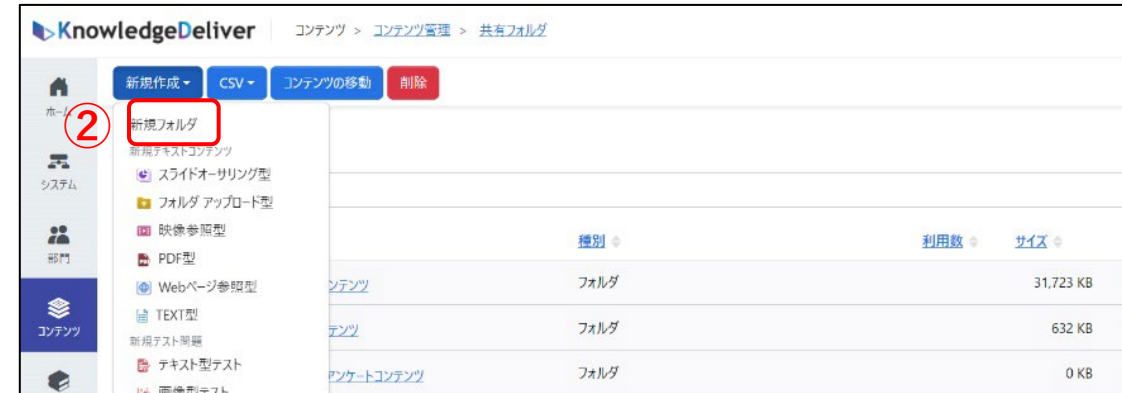 KnowledgeDeliver コンテンツ > コンテンツ管理 > 共有フォルダ
新規作成 CSV コンテンツの移動 削除
ホーム
②
新規フォルダ
新規テキストコンテンツ
スライドオーサリング型
システム
フォルダ アップロード型
映像参照型
部門
種別 利用数 サイズ
PDF型
Webページ参照型
ンテンツ フォルダ 31,723 KB
TEXT型
コンテンツ
新規テスト問題
テンツ フォルダ 632 KB
テキスト型テスト
アンケートコンテンツ フォルダ 0 KB
画像型テスト